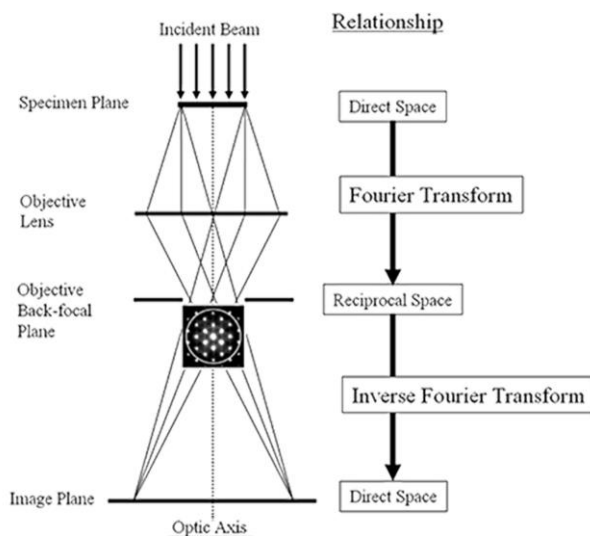 Incident Beam
Relationship
Specimen Plane
Direct Space
Fourier Transform
Objective
Lens
Objective
Back-focal
Plane
Reciprocal Space
Inverse Fourier Transform
Image Plane
Direct Space
Optic Axis